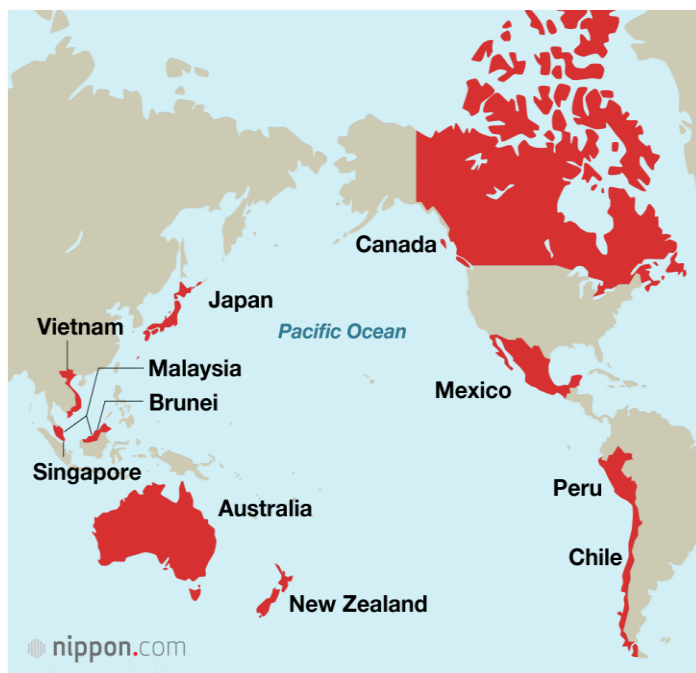 Canada
Japan
Vietnam
Pacific Ocean
Malaysia
Mexico
Brunei
Singapore
Peru
Australia
Chile
New Zealand
nippon.com